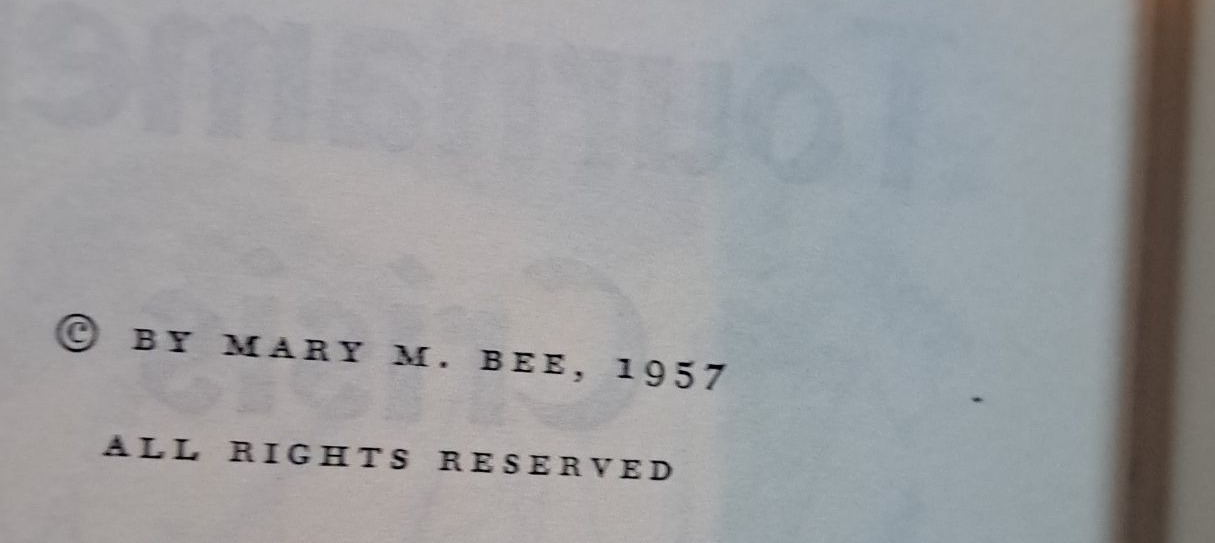 © BY MARY M. BEE, 1957
ALL RIGHTS RESERVED